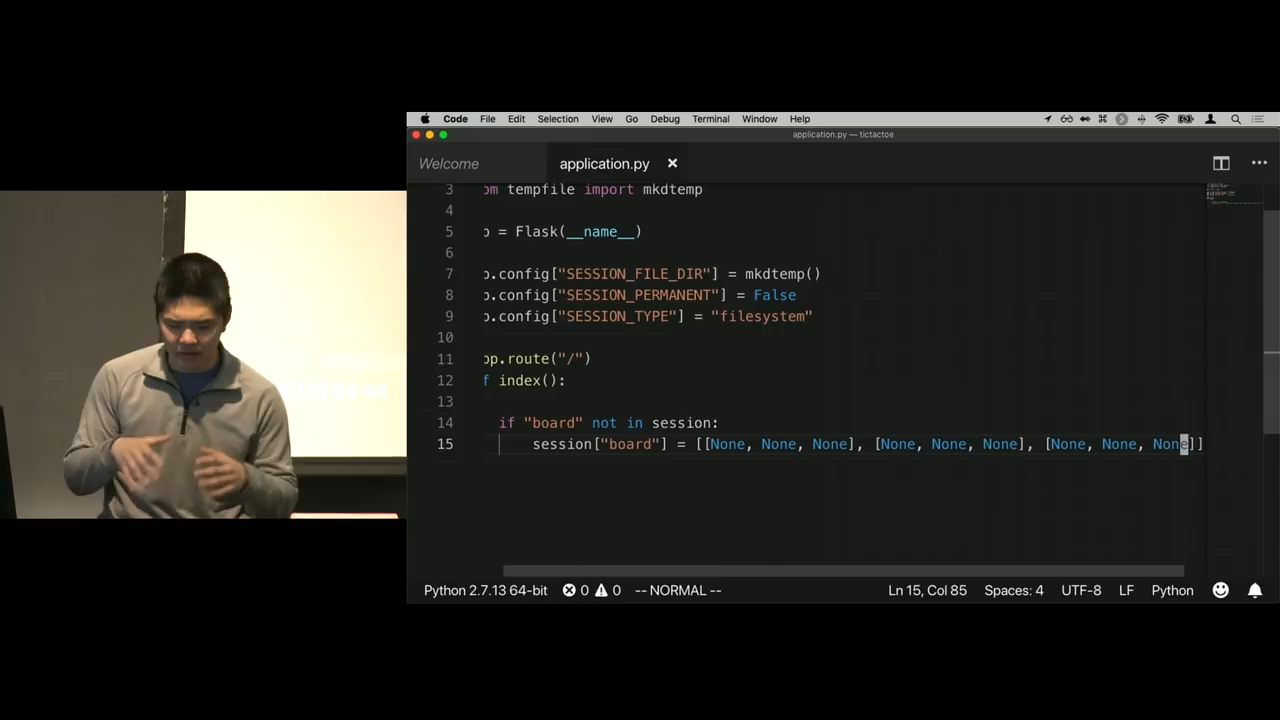 Code File Edit Selection View Go Debug Terminal Window Help
application.py — tictactoe
Welcome application.py
3 om tempfile import mkdtemp
4
5 p = Flask(__name__)
6
7 p.config["SESSION_FILE_DIR"] = mkdtemp()
8 p.config["SESSION_PERMANENT"] = False
9 p.config["SESSION_TYPE"] = "filesystem"
10
11 pp.route("/")
12 f index():
13
14 if "board" not in session:
15 session["board"] = [[None, None, None], [None, None, None], [None, None, None]]
Python 2.7.13 64-bit 0 0 -- NORMAL -- Ln 15, Col 85 Spaces: 4 UTF-8 LF Python